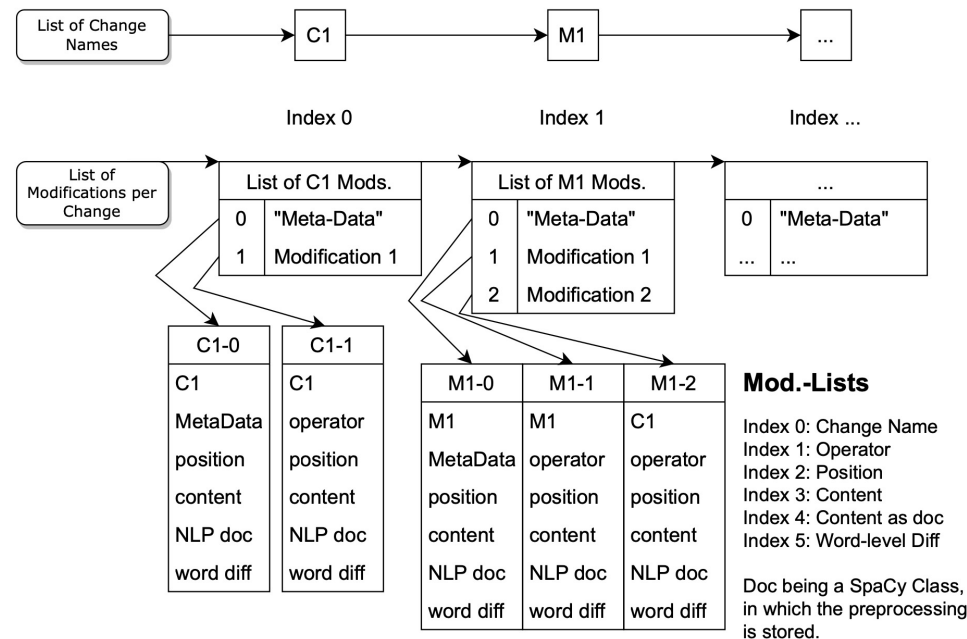 List of Change
Names
C1
M1
...
Index 0
Index 1
Index ...
List of
Modifications per
Change
List of C1 Mods.
0 "Meta-Data"
1 Modification 1
List of M1 Mods.
0 "Meta-Data"
1 Modification 1
2 Modification 2
...
0 "Meta-Data"
... ...
C1-0
C1
MetaData
position
content
NLP doc
word diff
C1-1
C1
operator
position
content
NLP doc
word diff
M1-0
M1
MetaData
position
content
NLP doc
word diff
M1-1
M1
operator
position
content
NLP doc
word diff
M1-2
C1
operator
position
content
NLP doc
word diff
Mod.-Lists
Index 0: Change Name
Index 1: Operator
Index 2: Position
Index 3: Content
Index 4: Content as doc
Index 5: Word-level Diff
Doc being a SpaCy Class,
in which the preprocessing
is stored.